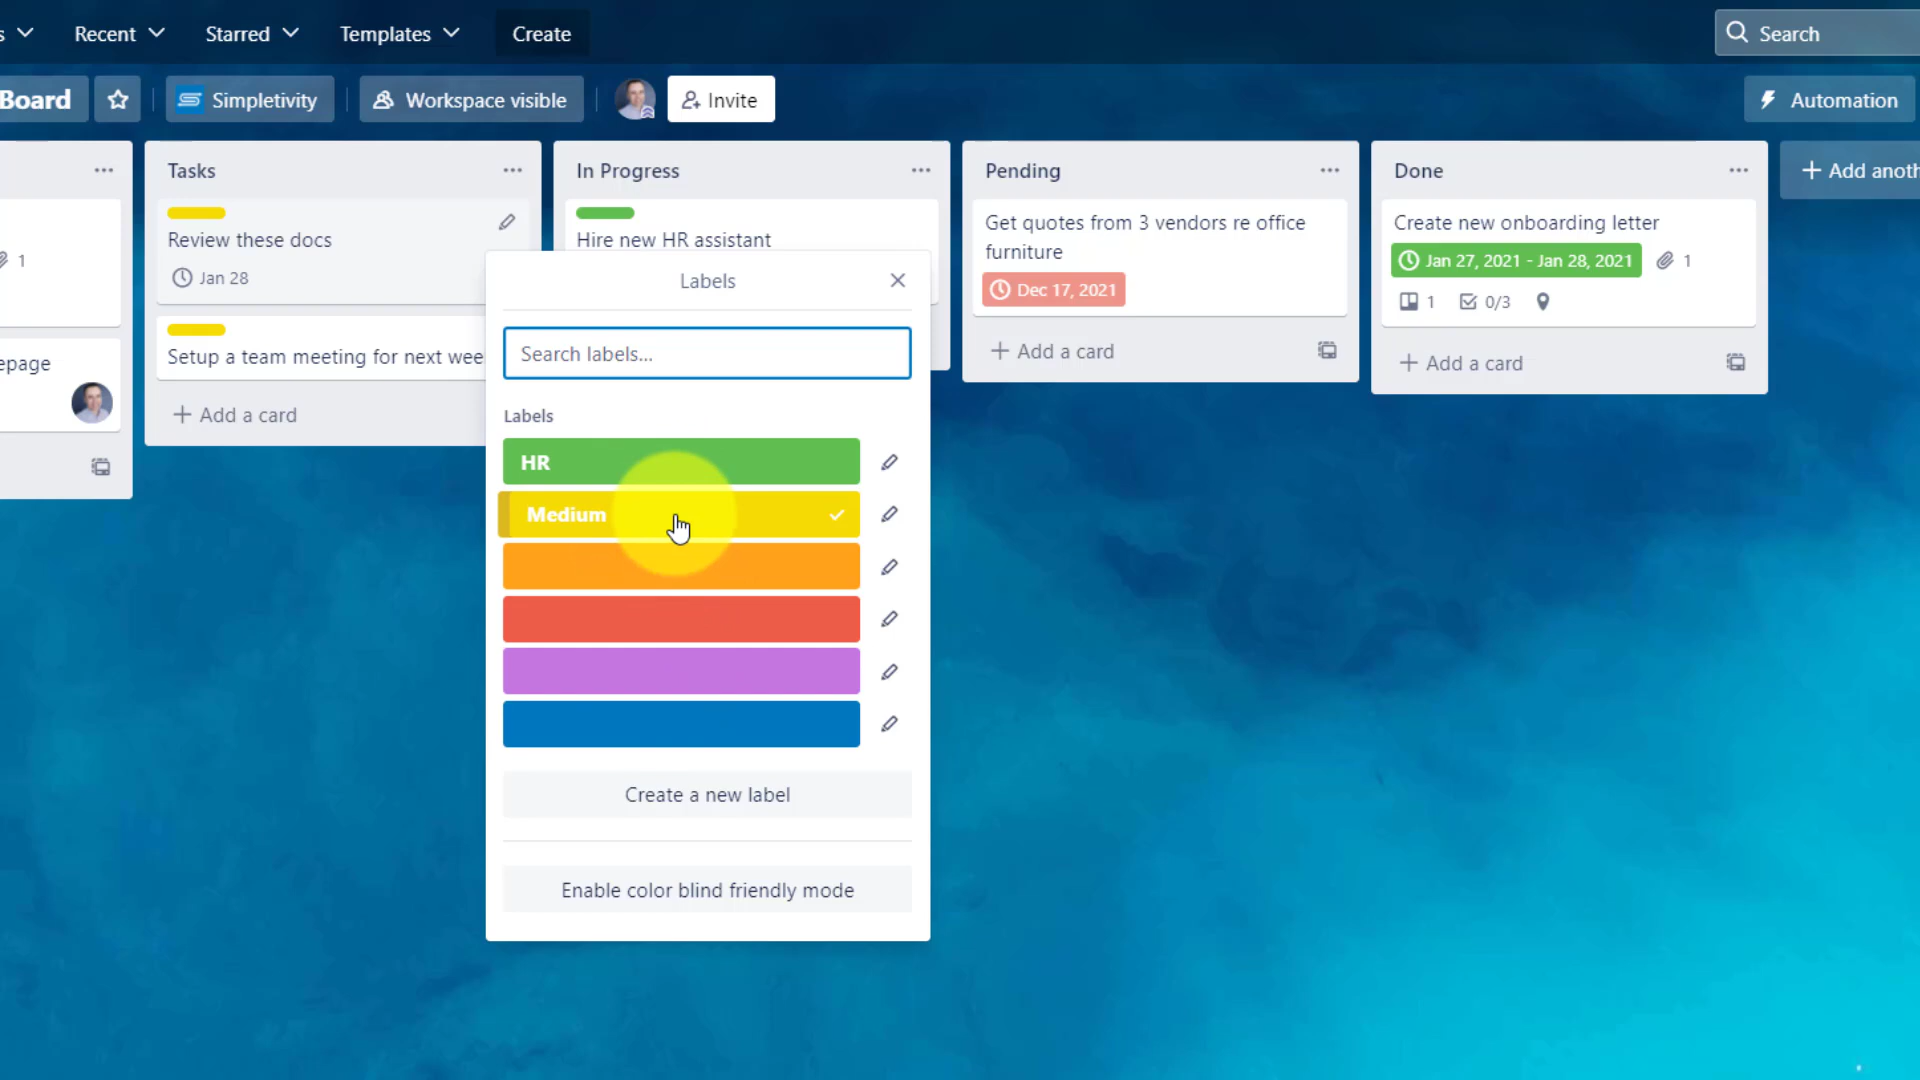 s
Recent
Starred
Templates
Create
Search
Board
Simpletivity
Workspace visible
Invite
Automation
Tasks
In Progress
Pending
Done
Add anoth
1
epage
Review these docs
Jan 28
Setup a team meeting for next wee
Add a card
Hire new HR assistant
Get quotes from 3 vendors re office
furniture
Dec 17, 2021
Add a card
Create new onboarding letter
Jan 27, 2021 - Jan 28, 2021
1
1
0/3
Add a card
Labels
Search labels...
Labels
HR
Medium
Create a new label
Enable color blind friendly mode